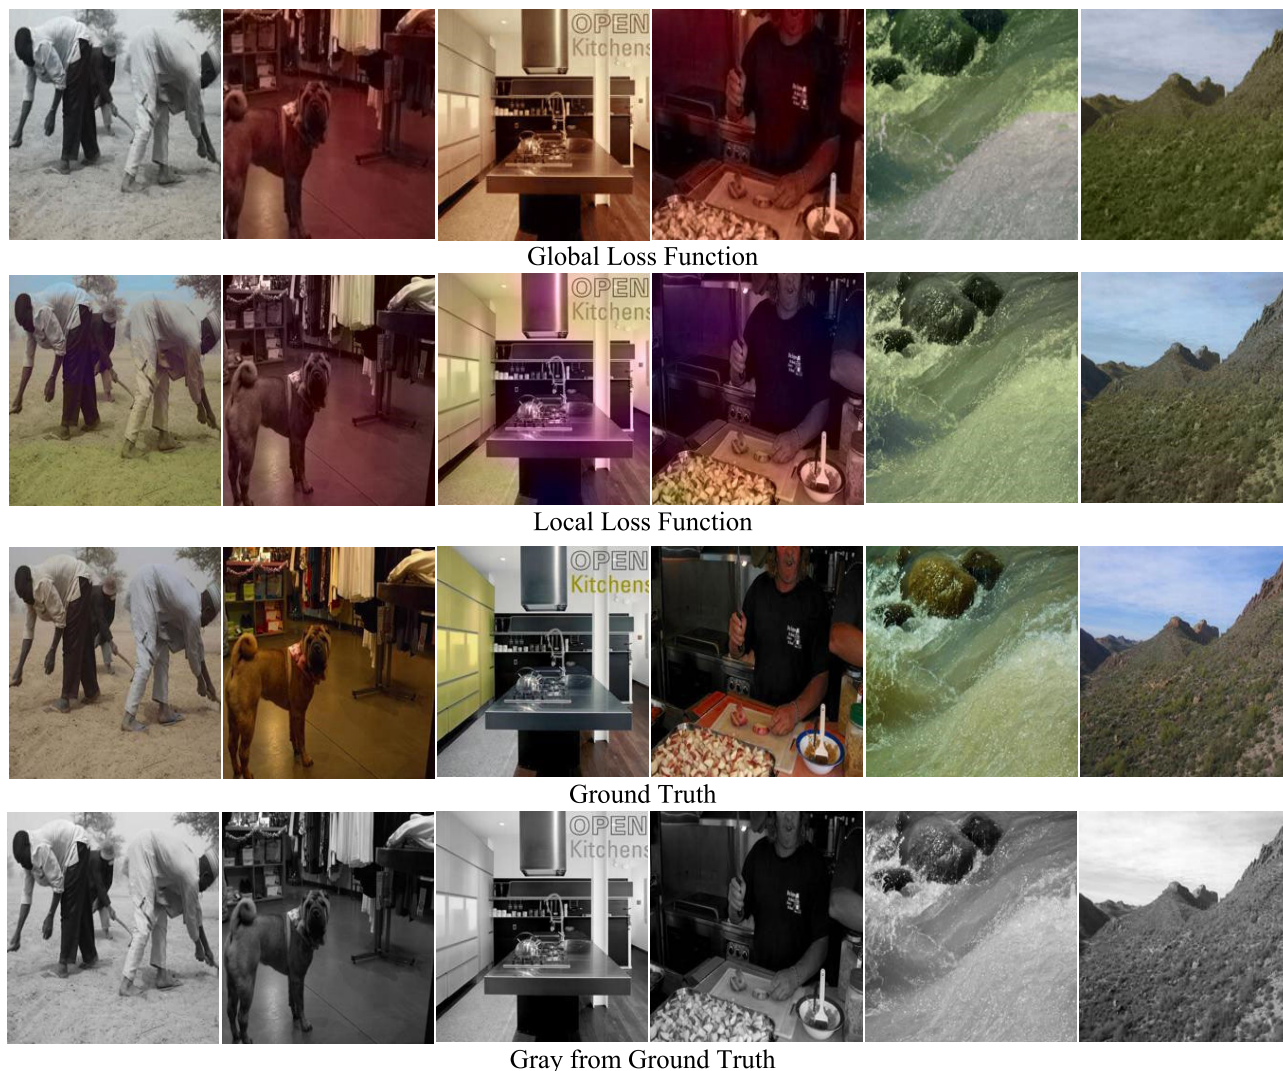 OPEN
Kitchens
Global Loss Function
OPEN
Kitchens
Local Loss Function
OPEN
Kitchens
Ground Truth
OPEN
Kitchens
Gray from Ground Truth